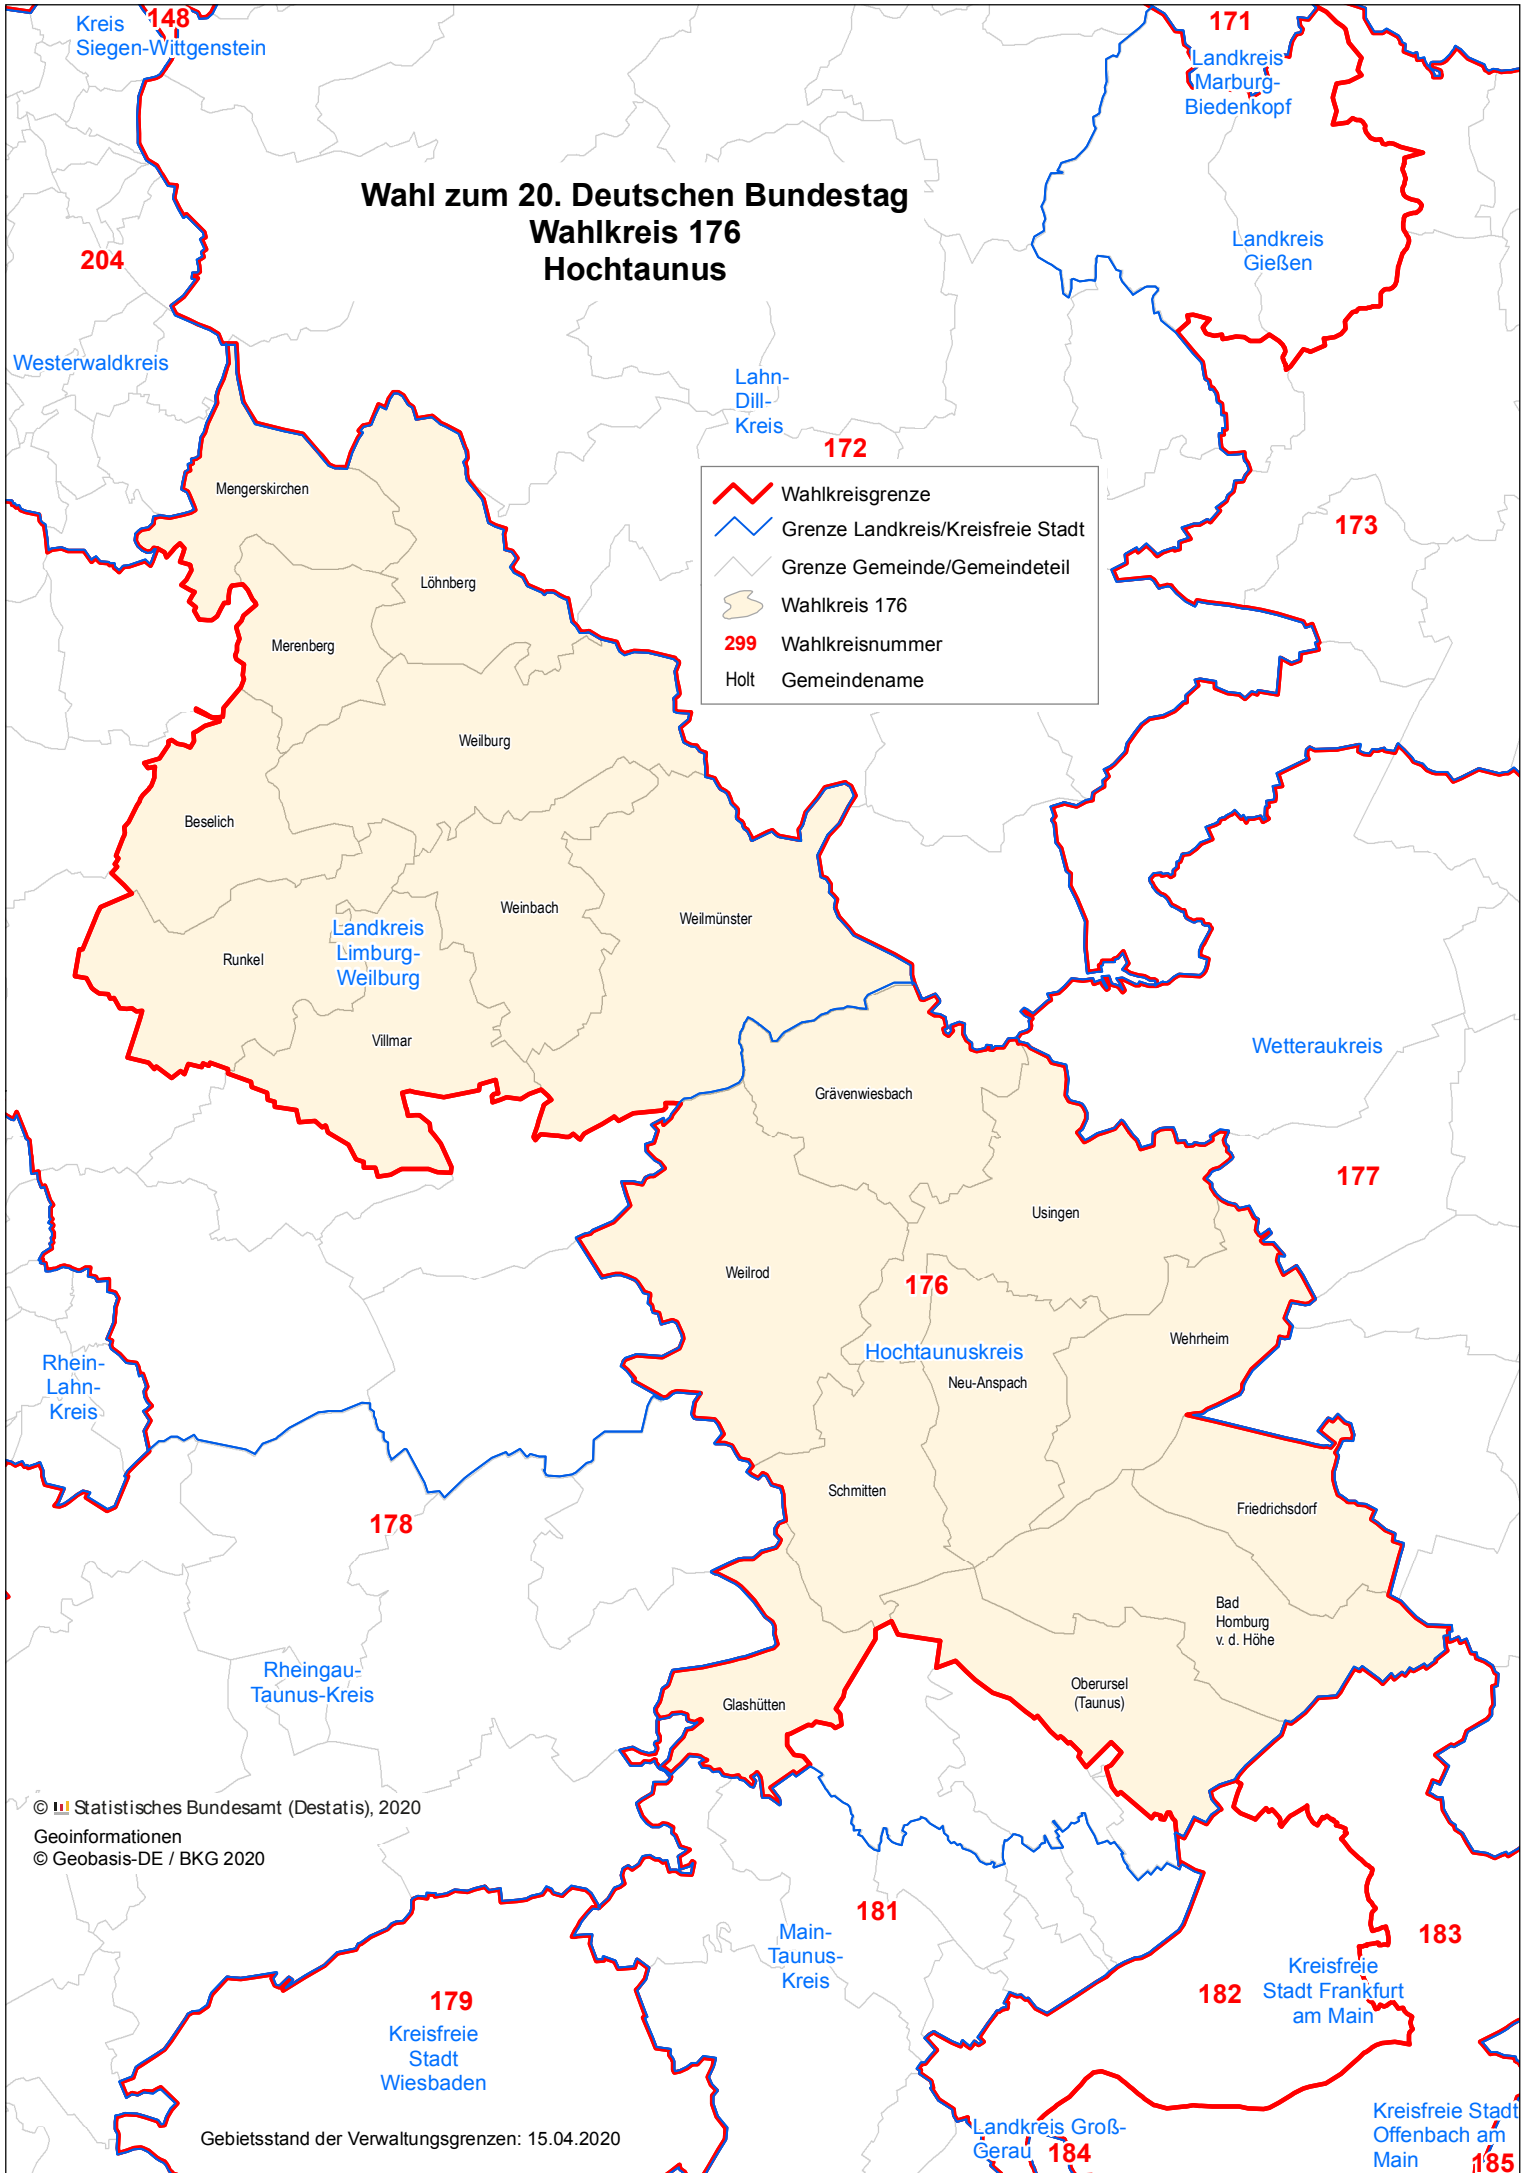 Kreis
Siegen-Wittgenstein
148
171
Landkreis
Marburg-
Biedenkopf
Wahl zum 20. Deutschen Bundestag
Wahlkreis 176
Hochtaunus
204
Landkreis
Gießen
Westerwaldkreis
Lahn-
Dill-
Kreis
172
Wahlkreisgrenze
Grenze Landkreis/Kreisfreie Stadt
Grenze Gemeinde/Gemeindeteil
Wahlkreis 176
299 Wahlkreisnummer
Holt Gemeindename
173
Mengerskirchen
Löhnberg
Merenberg
Weilburg
Beselich
Weinbach
Weilmünster
Landkreis
Limburg-
Weilburg
Runkel
Villmar
Wetteraukreis
Grävenwiesbach
177
Usingen
Weilrod
176
Wehrheim
Hochtaunuskreis
Neu-Anspach
Rhein-
Lahn-
Kreis
Schmitten
Friedrichsdorf
178
Bad
Homburg
v. d. Höhe
Rheingau-
Taunus-Kreis
Oberursel
(Taunus)
Glashütten
© Statistisches Bundesamt (Destatis), 2020
Geoinformationen
© Geobasis-DE / BKG 2020
181
Main-
Taunus-
Kreis
183
182
Kreisfreie
Stadt Frankfurt
am Main
179
Kreisfreie
Stadt
Wiesbaden
Gebietsstand der Verwaltungsgrenzen: 15.04.2020
Landkreis Groß-
Gerau
184
Kreisfreie Stadt
Offenbach am
Main
185